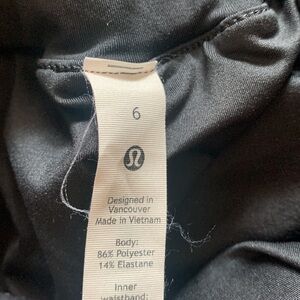 6
Designed in
Vancouver
Made in Vietnam
Body:
86% Polyester
14% Elastane
Inner
waistband: